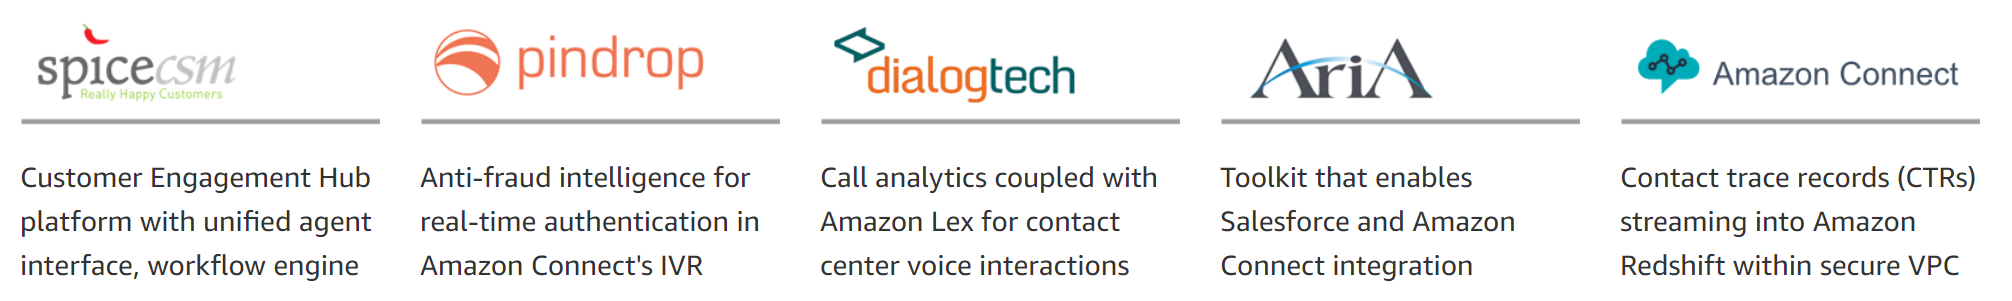 spicecsm
Really Happy Customers
Customer Engagement Hub
platform with unified agent
interface, workflow engine
pindrop
Anti-fraud intelligence for
real-time authentication in
Amazon Connect's IVR
dialogtech
Call analytics coupled with
Amazon Lex for contact
center voice interactions
AriA
Toolkit that enables
Salesforce and Amazon
Connect integration
Amazon Connect
Contact trace records (CTRs)
streaming into Amazon
Redshift within secure VPC